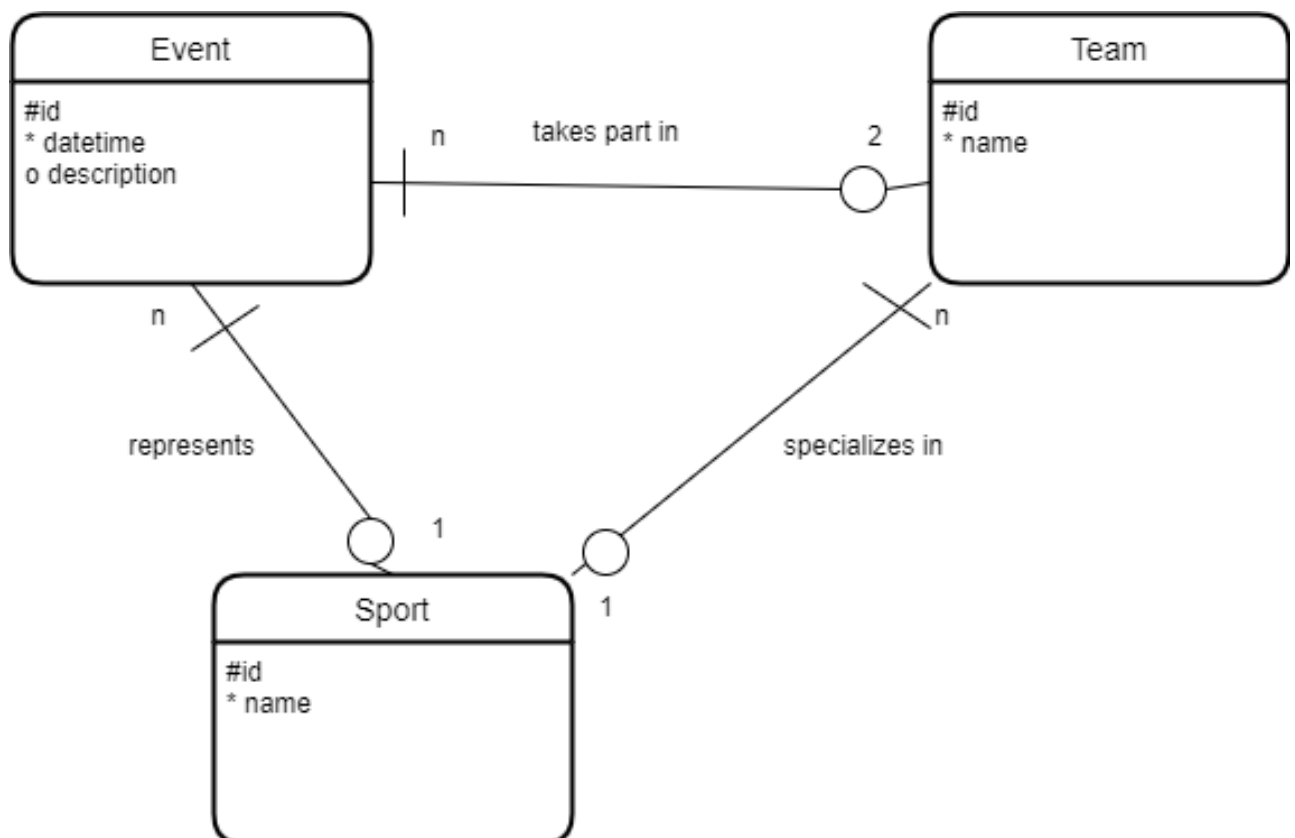 Event
#id
* datetime
o description
n
takes part in
2
Team
#id
* name
n
represents
1
n
specializes in
1
Sport
#id
* name